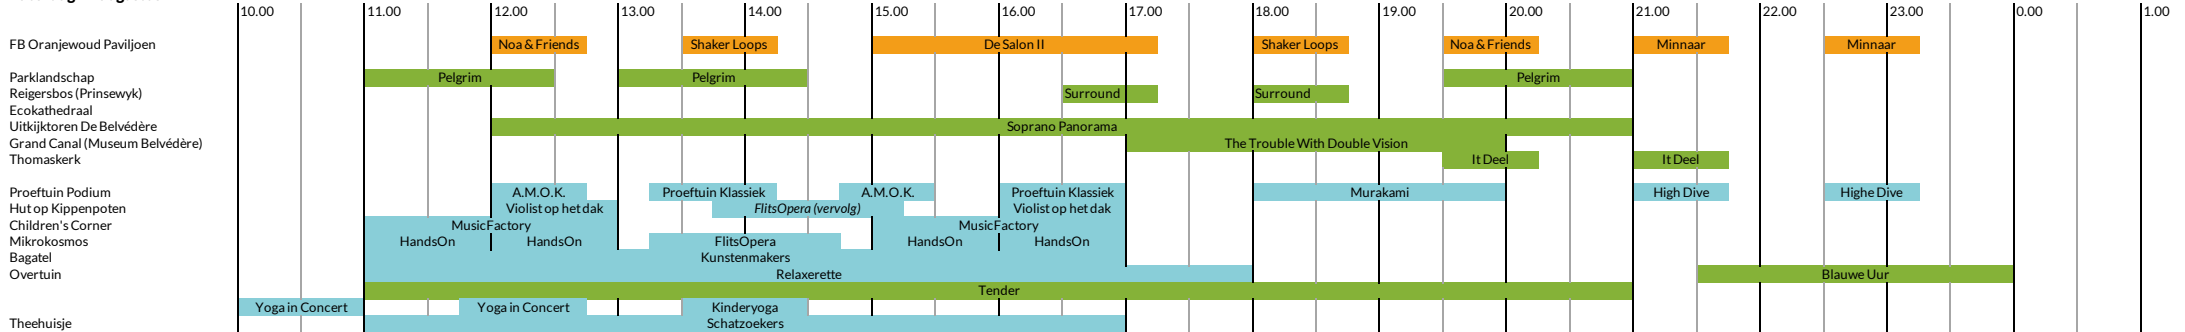 10.00 11.00 12.00 13.00 14.00 15.00 16.00 17.00 18.00 19.00 20.00 21.00 22.00 23.00 0.00 1.00
FB Oranjewoud Paviljoen Noa & Friends Shaker Loops De Salon II Shaker Loops Noa & Friends Minnaar Minnaar
Parklandschap Pelgrim Pelgrim Pelgrim
Reigersbos (Prinsewyk) Surround Surround
Ecokathedraal
Uitkijktoren De Belvédère Soprano Panorama
Grand Canal (Museum Belvédère) The Trouble With Double Vision
Thomaskerk It Deel It Deel
Proeftuin Podium A.M.O.K. Proeftuin Klassiek A.M.O.K. Proeftuin Klassiek Murakami High Dive Highe Dive
Hut op Kippenpoten Violist op het dak FlitsOpera (vervolg) Violist op het dak
Children's Corner MusicFactory MusicFactory
Mikrokosmos HandsOn HandsOn FlitsOpera HandsOn HandsOn
Bagatel Kunstenmakers
Overtuin Relaxerette Blauwe Uur
Tender
Yoga in Concert Yoga in Concert Kinderyoga
Theehuisje Schatzoekers